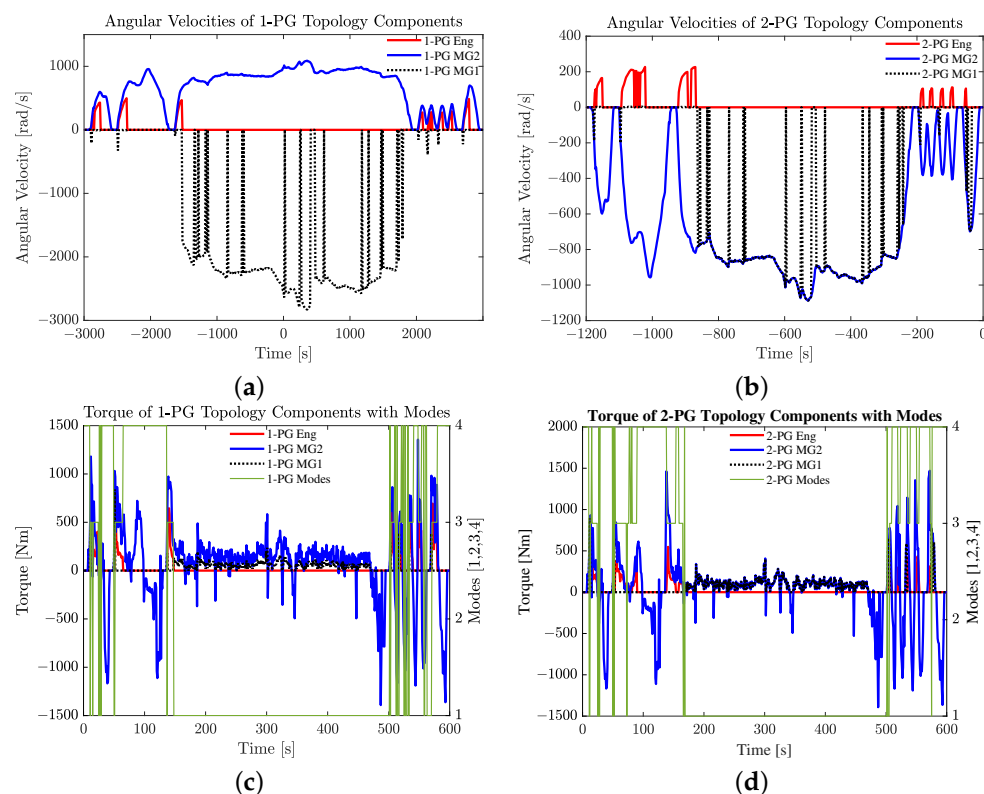 Angular Velocities of 1-PG Topology Components
1-PG Eng
1-PG MG2
1-PG MG1
Angular Velocity [rad/s]
1000
0
−1000
−2000
−3000
−3000 −2000 −1000 0 1000 2000
Time [s]
(a)
Angular Velocities of 2-PG Topology Components
2-PG Eng
2-PG MG2
2-PG MG1
Angular Velocity [rad/s]
400
200
0
−200
−400
−600
−800
−1000
−1200
−1200 −1000 −800 −600 −400 −200 0
Time [s]
(b)
Torque of 1-PG Topology Components with Modes
1-PG Eng
1-PG MG2
1-PG MG1
1-PG Modes
Torque [Nm]
1500
1000
500
0
−500
−1000
−1500
0 100 200 300 400 500 600
Time [s]
4
3
2
1
Modes [1,2,3,4]
(c)
Torque of 2-PG Topology Components with Modes
2-PG Eng
2-PG MG2
2-PG MG1
2-PG Modes
Torque [Nm]
2000
1500
1000
500
0
−500
−1000
−1500
0 100 200 300 400 500 600
Time [s]
4
3
2
1
Modes [1,2,3,4]
(d)